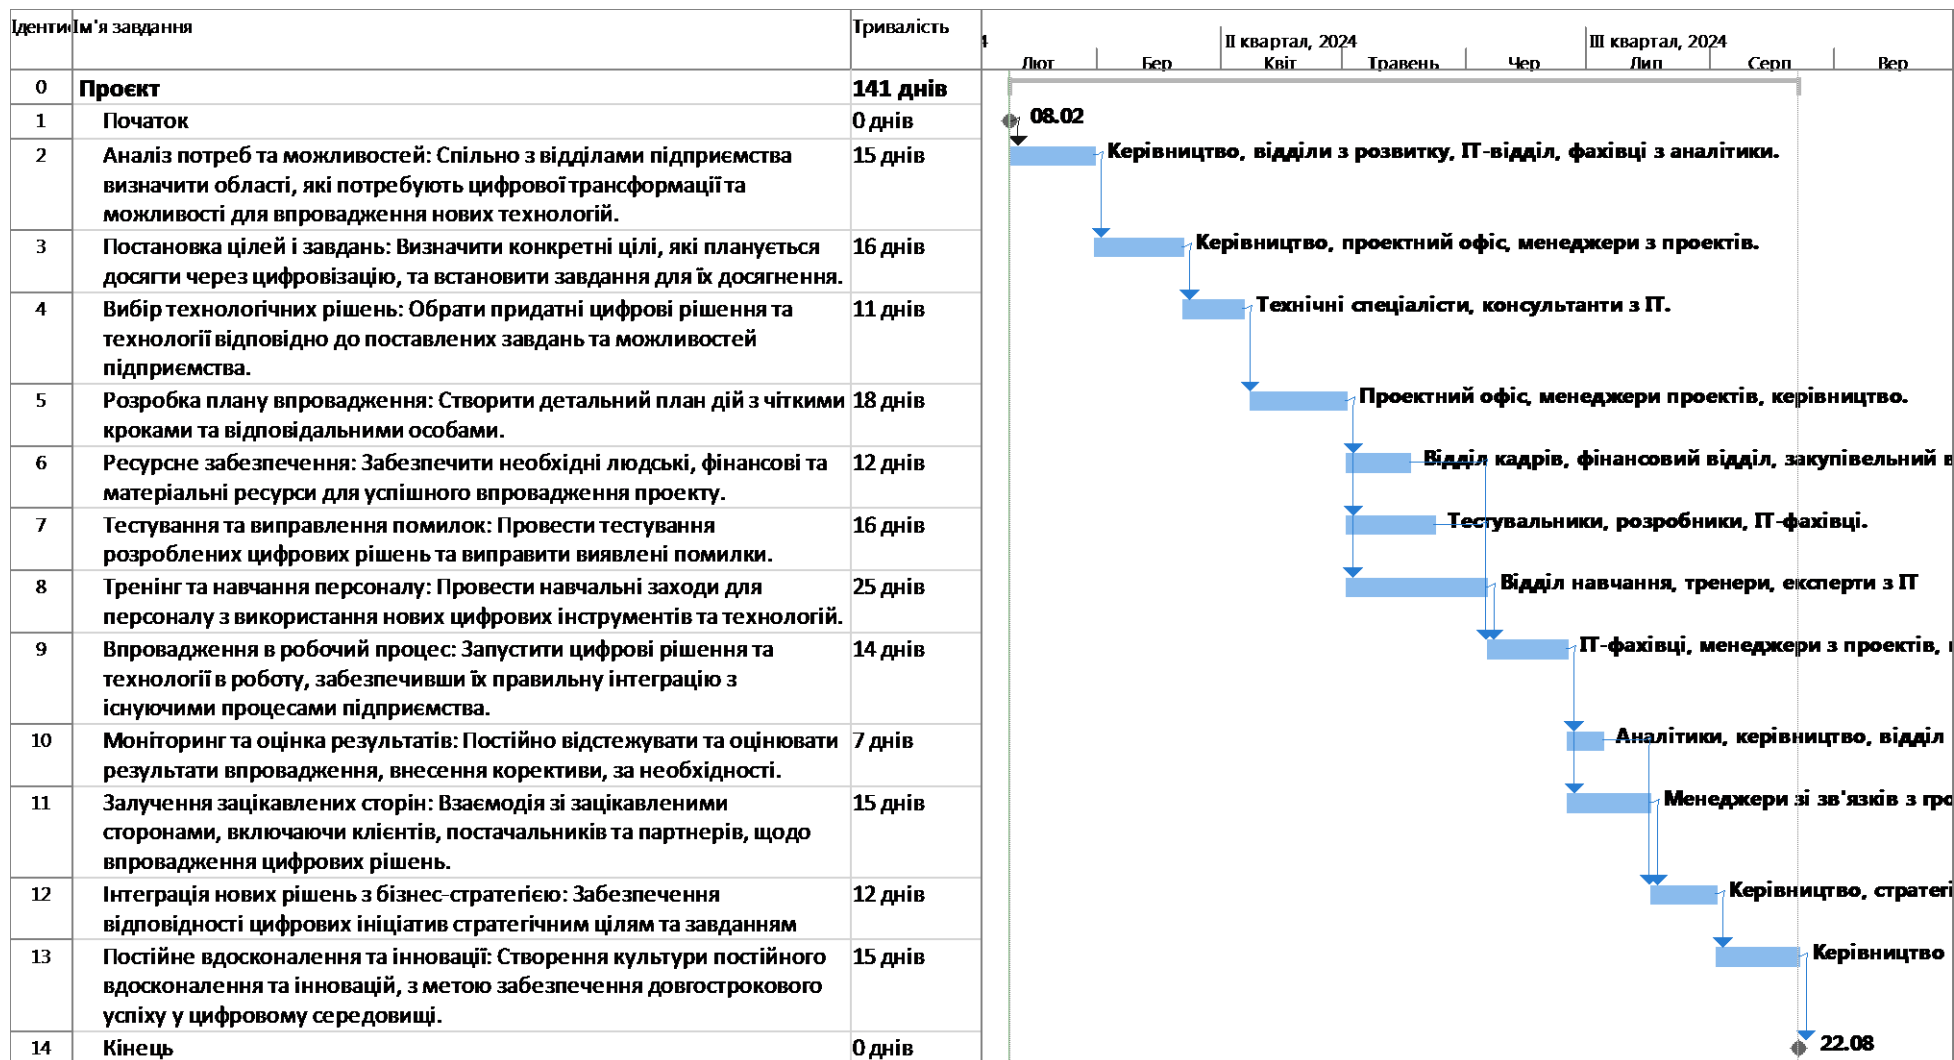 Ідентиф Ім'я завдання Тривалість
4 II квартал, 2024 III квартал, 2024
Лют Бер Квіт Травень Чер Лип Серп Вер
0 Проєкт 141 днів
1 Початок 0 днів 08.02
2 Аналіз потреб та можливостей: Спільно з відділами підприємства 15 днів Керівництво, відділи з розвитку, ІТ-відділ, фахівці з аналітики.
визначити області, які потребують цифрової трансформації та
можливості для впровадження нових технологій.
3 Постановка цілей і завдань: Визначити конкретні цілі, які планується 16 днів Керівництво, проектний офіс, менеджери з проектів.
досягти через цифровізацію, та встановити завдання для їх досягнення.
4 Вибір технологічних рішень: Обрати придатні цифрові рішення та 11 днів Технічні спеціалісти, консультанти з ІТ.
технології відповідно до поставлених завдань та можливостей
підприємства.
5 Розробка плану впровадження: Створити детальний план дій з чіткими 18 днів Проектний офіс, менеджери проектів, керівництво.
кроками та відповідальними особами.
6 Ресурсне забезпечення: Забезпечити необхідні людські, фінансові та 12 днів Відділ кадрів, фінансовий відділ, закупівельний в
матеріальні ресурси для успішного впровадження проекту.
7 Тестування та виправлення помилок: Провести тестування 16 днів Тестувальники, розробники, ІТ-фахівці.
розроблених цифрових рішень та виправити виявлені помилки.
8 Тренінг та навчання персоналу: Провести навчальні заходи для 25 днів Відділ навчання, тренери, експерти з ІТ
персоналу з використання нових цифрових інструментів та технологій.
9 Впровадження в робочий процес: Запустити цифрові рішення та 14 днів ІТ-фахівці, менеджери з проектів,
технології в роботу, забезпечивши їх правильну інтеграцію з
існуючими процесами підприємства.
10 Моніторинг та оцінка результатів: Постійно відстежувати та оцінювати 7 днів Аналітики, керівництво, відділ
результати впровадження, внесення корективи, за необхідності.
11 Залучення зацікавлених сторін: Взаємодія зі зацікавленими 15 днів Менеджери зі зв'язків з гро
сторонами, включаючи клієнтів, постачальників та партнерів, щодо
впровадження цифрових рішень.
12 Інтеграція нових рішень з бізнес-стратегією: Забезпечення 12 днів Керівництво, стратегі
відповідності цифрових ініціатив стратегічним цілям та завданням
13 Постійне вдосконалення та інновації: Створення культури постійного 15 днів Керівництво
вдосконалення та інновацій, з метою забезпечення довгострокового
успіху у цифровому середовищі.
14 Кінець 0 днів 22.08